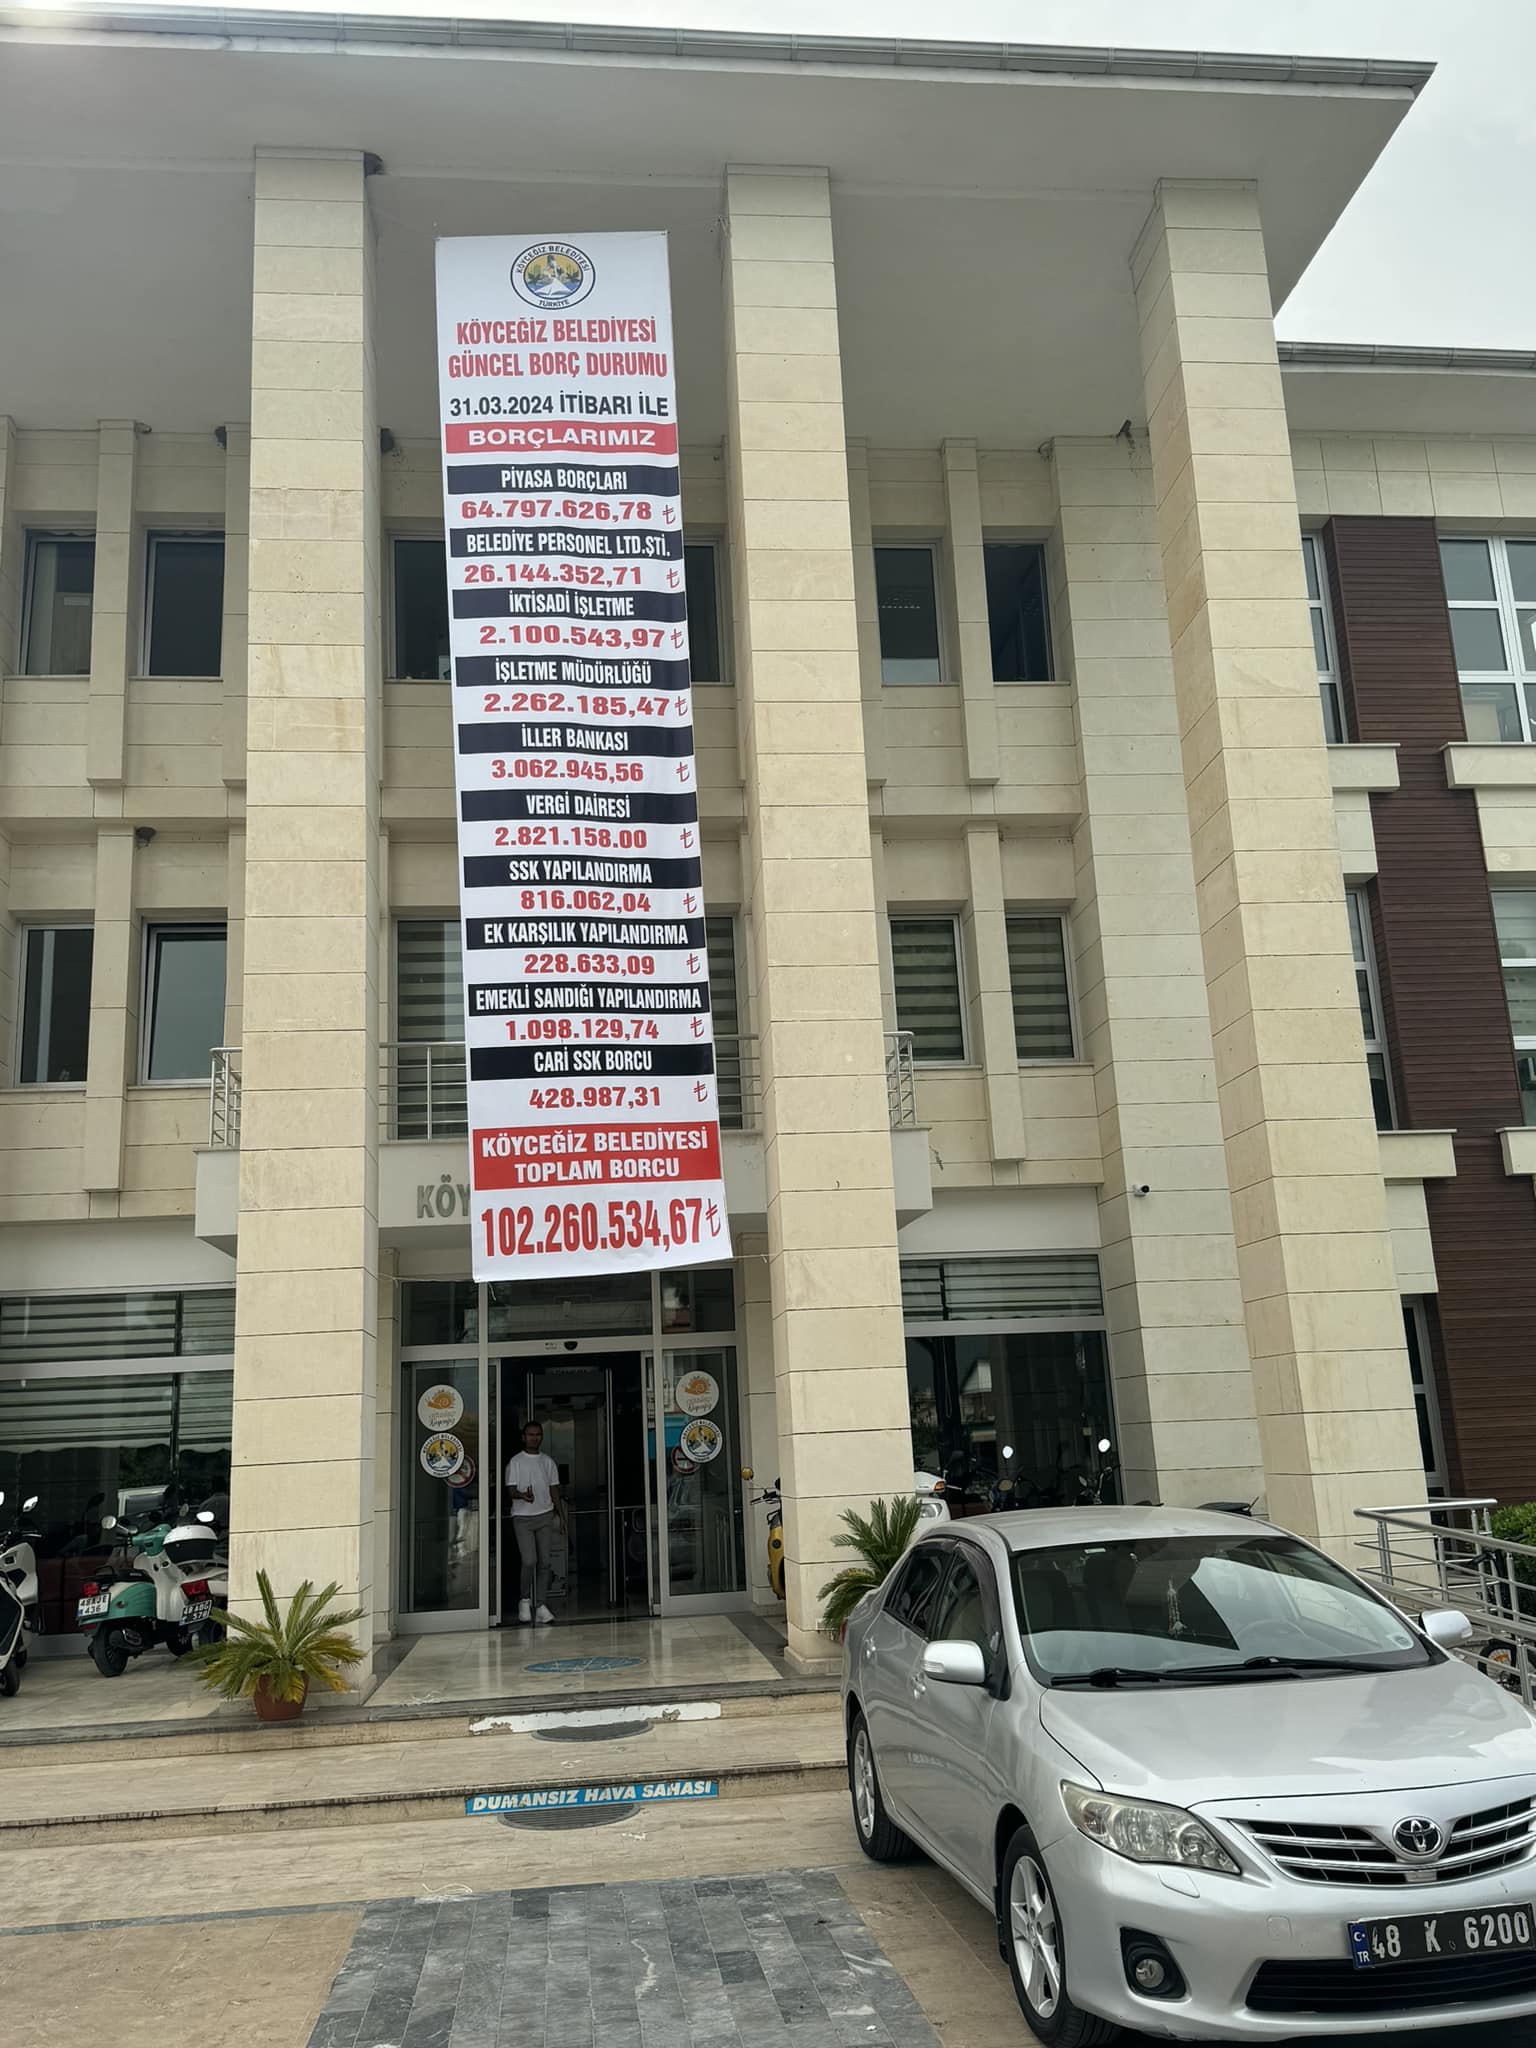 KÖYCEĞİZ BELEDİYESİ
TÜRKİYE
KÖYCEĞİZ BELEDİYESİ
GÜNCEL BORÇ DURUMU
31.03.2024 İTİBARI İLE
BORÇLARIMIZ
PİYASA BORÇLARI
64.797.626,78 ₺
BELEDİYE PERSONEL LTD.ŞTİ.
26.144.352,71 ₺
İKTİSADİ İŞLETME
2.100.543,97 ₺
İŞLETME MÜDÜRLÜĞÜ
2.262.185,47 ₺
İLLER BANKASI
3.062.945,56 ₺
VERGİ DAİRESİ
2.821.158.00 ₺
SSK YAPILANDIRMA
816.062,04 ₺
EK KARŞILIK YAPILANDIRMA
228.633,09 ₺
EMEKLİ SANDIĞI YAPILANDIRMA
1.098.129,74 ₺
CARİ SSK BORCU
428.987,31 ₺
KÖYCEĞİZ BELEDİYESİ
TOPLAM BORCU
102.260.534,67 ₺
KÖY
DUMANSIZ HAVA SAHASI
TR 48 K 6200